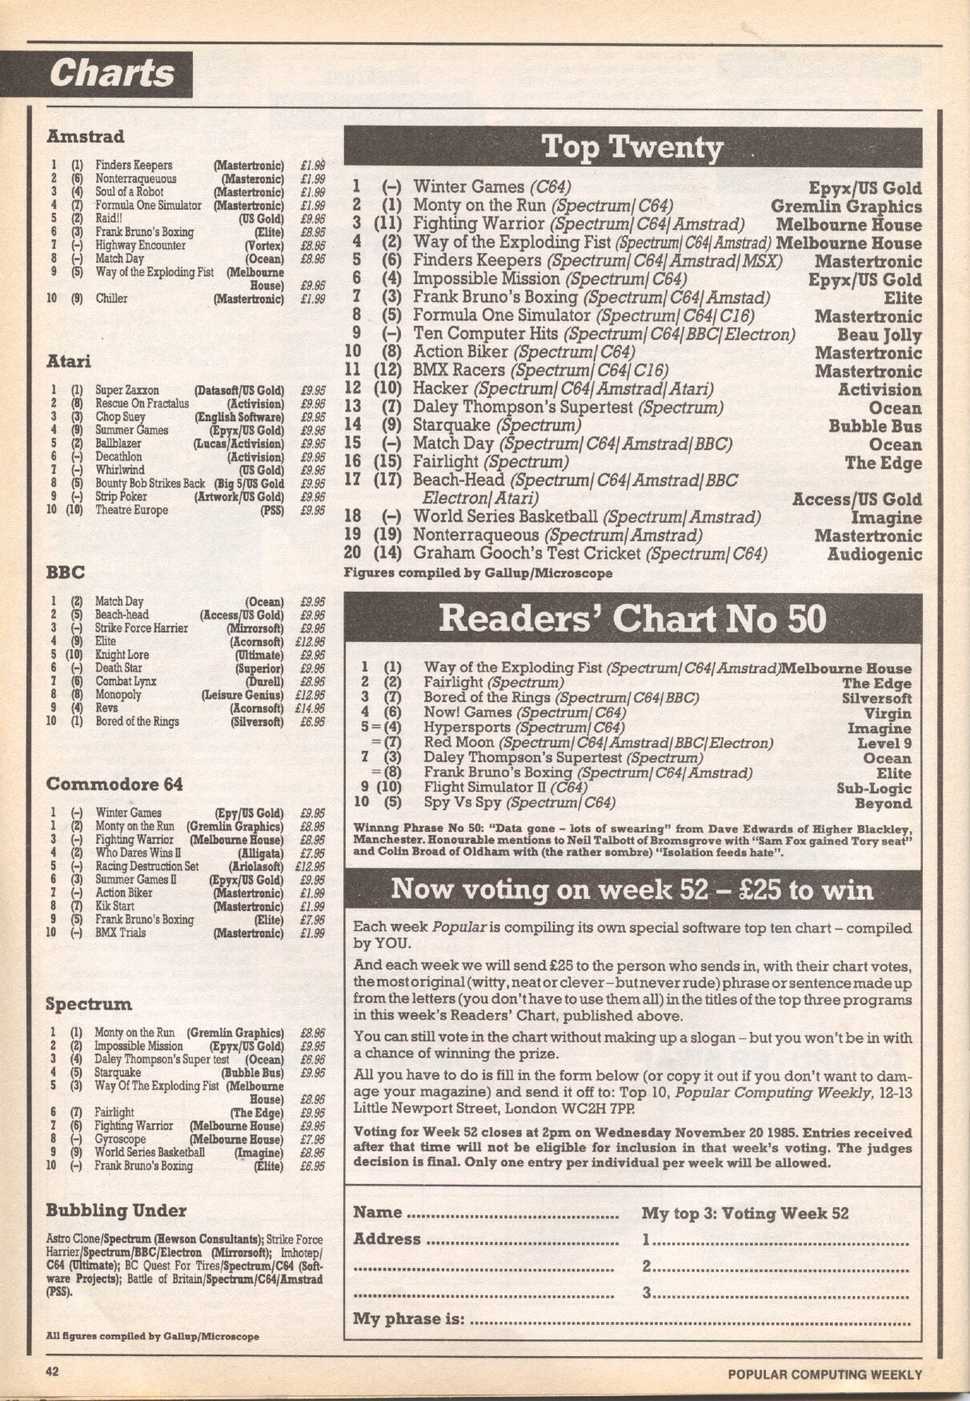 Charts
Amstrad
1 (1) Finders Keepers (Mastertronic) £1.99
2 (6) Nonterraqueuous (Masteronic) £1.99
3 (4) Soul of a Robot (Mastertronic) £1.99
4 (7) Formula One Simulator (Mastertronic) £1.99
5 (2) Raid!! (US Gold) £9.95
6 (3) Frank Bruno's Boxing (Elite) £8.95
7 (–) Highway Encounter (Vortex) £8.95
8 (–) Match Day (Ocean) £8.95
9 (5) Way of the Exploding Fist (Melbourne
House) £9.95
10 (9) Chiller (Mastertronic) £1.99
Atari
1 (1) Super Zaxxon (Datasoft/US Gold) £9.95
2 (8) Rescue On Fractalus (Activision) £9.95
3 (3) Chop Suey (English Software) £9.95
4 (9) Summer Games (Epyx/US Gold) £9.95
5 (2) Ballblazer (Lucas/Activision) £9.95
6 (–) Decathlon (Activision) £9.95
7 (–) Whirlwind (US Gold) £9.95
8 (5) Bounty Bob Strikes Back (Big 5/US Gold £9.95
9 (–) Strip Poker (Artwork/US Gold) £9.95
10 (10) Theatre Europe (PSS) £9.95
BBC
1 (2) Match Day (Ocean) £9.95
2 (5) Beach-head (Access/US Gold) £9.95
3 (–) Strike Force Harrier (Mirrorsoft) £9.95
4 (9) Elite (Acornsoft) £12.95
5 (10) Knight Lore (Ultimate) £9.95
6 (–) Death Star (Superior) £9.95
7 (6) Combat Lynx (Durell) £8.95
8 (8) Monopoly (Leisure Genius) £12.95
9 (4) Revs (Acornsoft) £14.95
10 (1) Bored of the Rings (Silversoft) £6.95
Commodore 64
1 (–) Winter Games (Epy/US Gold) £9.95
1 (2) Monty on the Run (Gremlin Graphics) £8.95
3 (–) Fighting Warrior (Melbourne House) £8.95
4 (2) Who Dares Wins II (Alligata) £7.95
5 (–) Racing Destruction Set (Ariolasoft) £12.95
6 (3) Summer Games II (Epyx/US Gold) £9.95
7 (–) Action Biker (Mastertronic) £1.99
8 (7) Kik Start (Mastertronic) £1.99
9 (5) Frank Bruno's Boxing (Elite) £7.95
10 (–) BMX Trials (Mastertronic) £1.99
Spectrum
1 (1) Monty on the Run (Gremlin Graphics) £8.95
2 (2) Impossible Mission (Epyx/US Gold) £9.95
3 (4) Daley Thompson's Super test (Ocean) £6.95
4 (5) Starquake (Bubble Bus) £9.95
5 (3) Way Of The Exploding Fist (Melbourne
House) £8.95
6 (7) Fairlight (The Edge) £9.95
7 (6) Fighting Warrior (Melbourne House) £8.95
8 (–) Gyroscope (Melbourne House) £7.95
9 (9) World Series Basketball (Imagine) £8.95
10 (–) Frank Bruno's Boxing (Elite) £6.95
Bubbling Under
Astro Clone/Spectrum (Hewson Consultants); Strike Force
Harrier/Spectrum/BBC/Electron (Mirrorsoft); Imhotep/
C64 (Ultimate); BC Quest For Tires/Spectrum/C64 (Soft-
ware Projects); Battle of Britain/Spectrum/C64/Amstrad
(PSS).
All figures compiled by Gallup/Microscope
Top Twenty
1 (–) Winter Games (C64) Epyx/US Gold
2 (1) Monty on the Run (Spectrum/C64) Gremlin Graphics
3 (11) Fighting Warrior (Spectrum/C64/Amstrad) Melbourne House
4 (2) Way of the Exploding Fist (Spectrum/C64/Amstrad) Melbourne House
5 (6) Finders Keepers (Spectrum/C64/Amstrad/MSX) Mastertronic
6 (4) Impossible Mission (Spectrum/C64) Epyx/US Gold
7 (3) Frank Bruno's Boxing (Spectrum/C64/Amstad) Elite
8 (5) Formula One Simulator (Spectrum/C64/C16) Mastertronic
9 (–) Ten Computer Hits (Spectrum/C64/BBC/Electron) Beau Jolly
10 (8) Action Biker (Spectrum/C64) Mastertronic
11 (12) BMX Racers (Spectrum/C64/C16) Mastertronic
12 (10) Hacker (Spectrum/C64/Amstrad/Atari) Activision
13 (7) Daley Thompson's Supertest (Spectrum) Ocean
14 (9) Starquake (Spectrum) Bubble Bus
15 (–) Match Day (Spectrum/C64/Amstrad/BBC) Ocean
16 (15) Fairlight (Spectrum) The Edge
17 (17) Beach-Head (Spectrum/C64/Amstrad/BBC
Electron/Atari) Access/US Gold
18 (–) World Series Basketball (Spectrum/Amstrad) Imagine
19 (19) Nonterraqueous (Spectrum/Amstrad) Mastertronic
20 (14) Graham Gooch's Test Cricket (Spectrum/C64) Audiogenic
Figures compiled by Gallup/Microscope
Readers' Chart No 50
1 (1) Way of the Exploding Fist (Spectrum/C64/Amstrad) Melbourne House
2 (2) Fairlight (Spectrum) The Edge
3 (7) Bored of the Rings (Spectrum/C64/BBC) Silversoft
4 (6) Now! Games (Spectrum/C64) Virgin
5= (4) Hypersports (Spectrum/C64) Imagine
= (7) Red Moon (Spectrum/C64/Amstrad/BBC/Electron) Level 9
7 (3) Daley Thompson's Supertest (Spectrum) Ocean
= (8) Frank Bruno's Boxing (Spectrum/C64/Amstrad) Elite
9 (10) Flight Simulator II (C64) Sub-Logic
10 (5) Spy Vs Spy (Spectrum/C64) Beyond
Winnng Phrase No 50: "Data gone – lots of swearing" from Dave Edwards of Higher Blackley,
Manchester. Honourable mentions to Neil Talbott of Bromsgrove with "Sam Fox gained Tory seat"
and Colin Broad of Oldham with (the rather sombre) "Isolation feeds hate".
Now voting on week 52 – £25 to win
Each week Popular is compiling its own special software top ten chart – compiled
by YOU.
And each week we will send £25 to the person who sends in, with their chart votes,
the most original (witty, neat or clever – but never rude) phrase or sentence made up
from the letters (you don't have to use them all) in the titles of the top three programs
in this week's Readers' Chart, published above.
You can still vote in the chart without making up a slogan – but you won't be in with
a chance of winning the prize.
All you have to do is fill in the form below (or copy it out if you don't want to dam-
age your magazine) and send it off to: Top 10, Popular Computing Weekly, 12-13
Little Newport Street, London WC2H 7PP.
Voting for Week 52 closes at 2pm on Wednesday November 20 1985. Entries received
after that time will not be eligible for inclusion in that week's voting. The judges
decision is final. Only one entry per individual per week will be allowed.
Name ........................................ My top 3: Voting Week 52
Address .................................... 1................................................
................................................ 2................................................
................................................ 3................................................
My phrase is: ..................................................................................
42
POPULAR COMPUTING WEEKLY